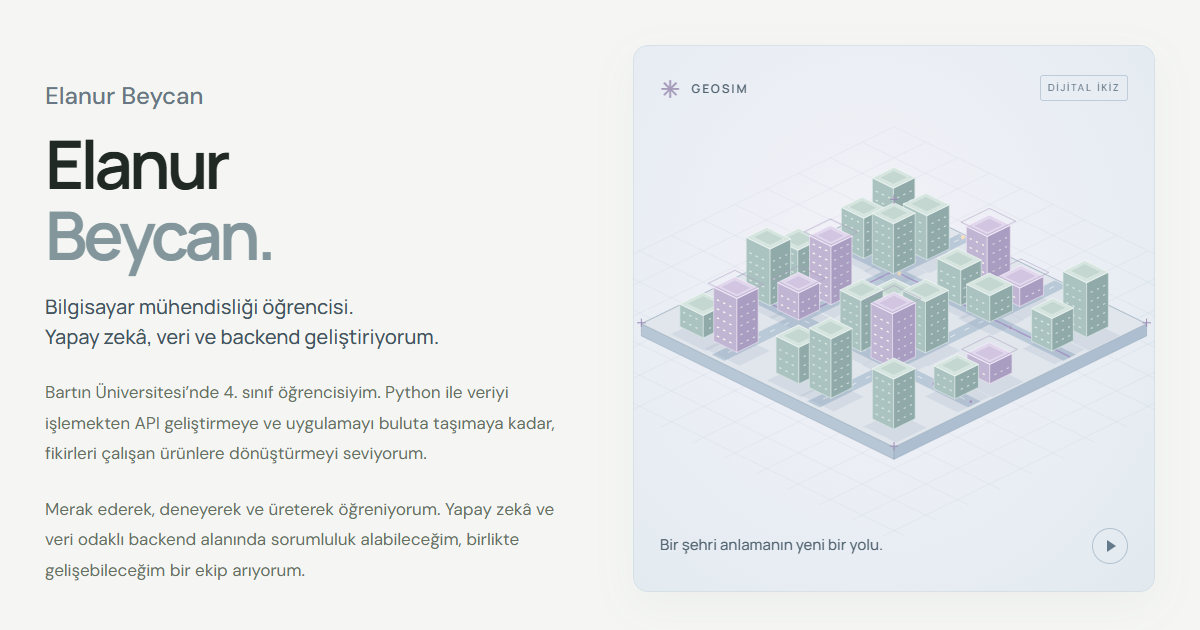 Elanur Beycan
Elanur
Beycan.
Bilgisayar mühendisliği öğrencisi.
Yapay zekâ, veri ve backend geliştiriyorum.
Bartın Üniversitesi’nde 4. sınıf öğrencisiyim. Python ile veriyi
işlemekten API geliştirmeye ve uygulamayı buluta taşımaya kadar,
fikirleri çalışan ürünlere dönüştürmeyi seviyorum.
Merak ederek, deneyerek ve üreterek öğreniyorum. Yapay zekâ ve
veri odaklı backend alanında sorumluluk alabileceğim, birlikte
gelişebileceğim bir ekip arıyorum.
GEOSIM
DİJİTAL İKİZ
Bir şehri anlamanın yeni bir yolu.